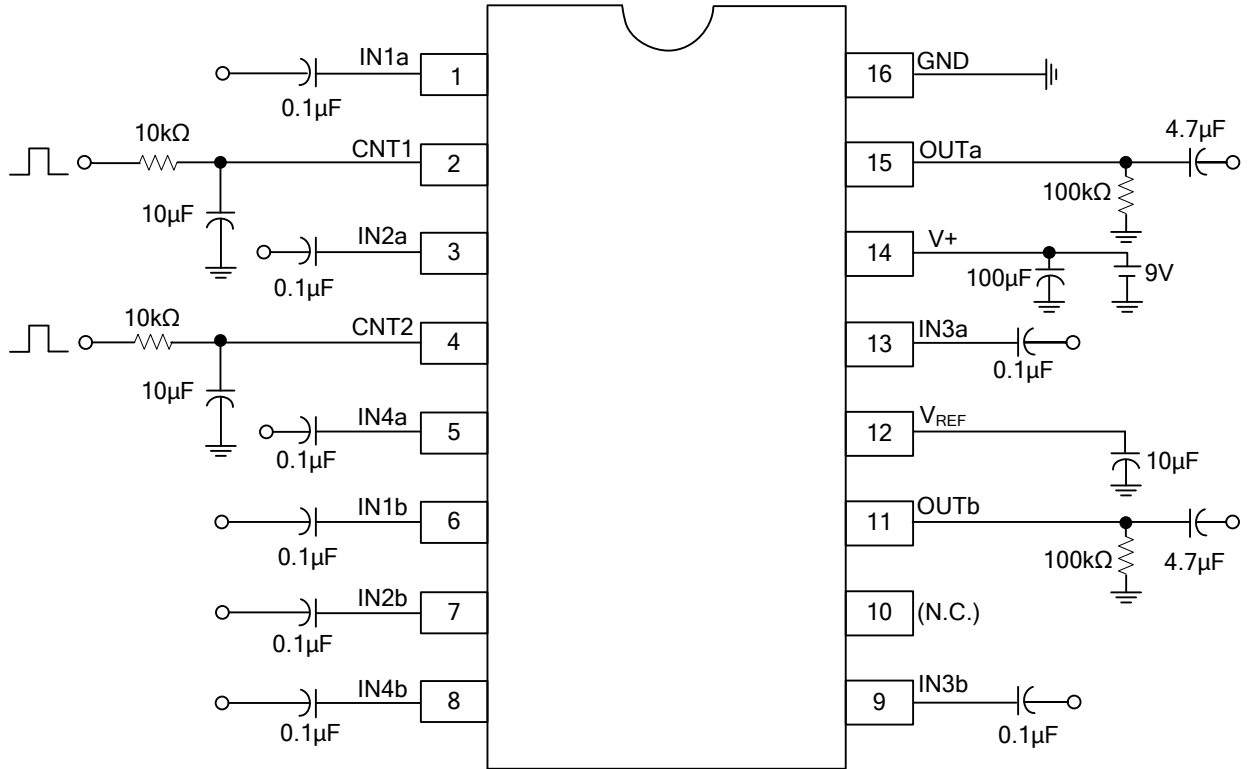 IN1a
1
0.1µF
10kΩ
CNT1
2
10µF
IN2a
3
0.1µF
10kΩ
CNT2
4
10µF
IN4a
5
0.1µF
IN1b
6
0.1µF
IN2b
7
0.1µF
IN4b
8
0.1µF
16
GND
15
OUTa
4.7µF
100kΩ
14
V+
100µF
9V
13
IN3a
0.1µF
12
VREF
10µF
11
OUTb
100kΩ
4.7µF
10
(N.C.)
9
IN3b
0.1µF